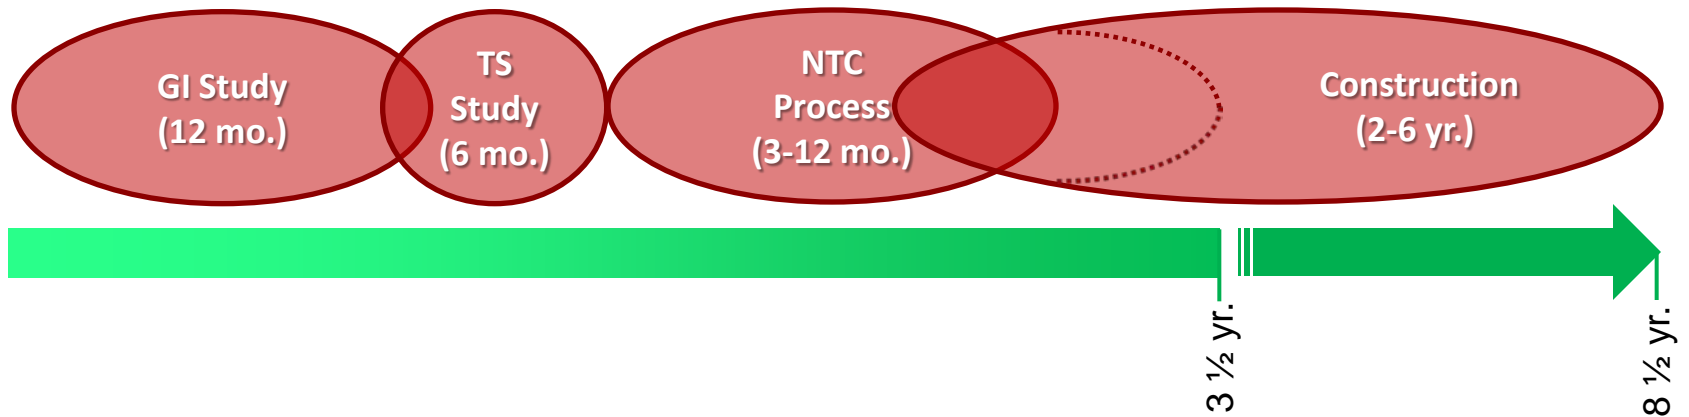 GI Study
(12 mo.)
TS
Study
(6 mo.)
NTC
Process
(3-12 mo.)
Construction
(2-6 yr.)
3 ½ yr.
8 ½ yr.